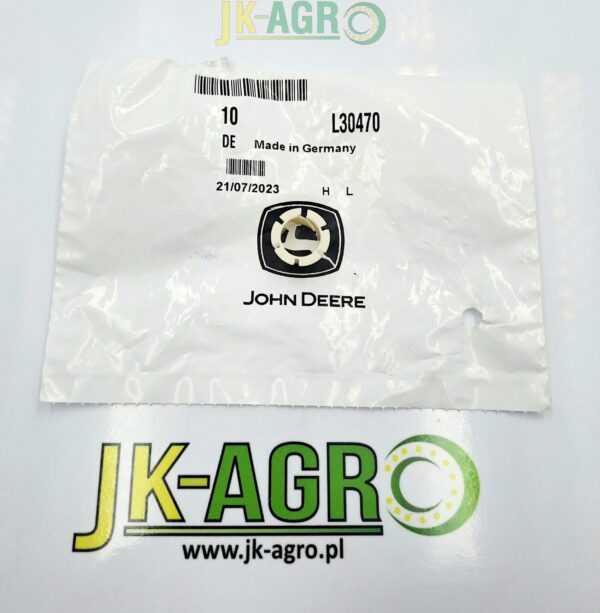 JK-AGRO
10 L30470
DE Made in Germany
21/07/2023 H L
JOHN DEERE
JK-AGRO
www.jk-agro.pl